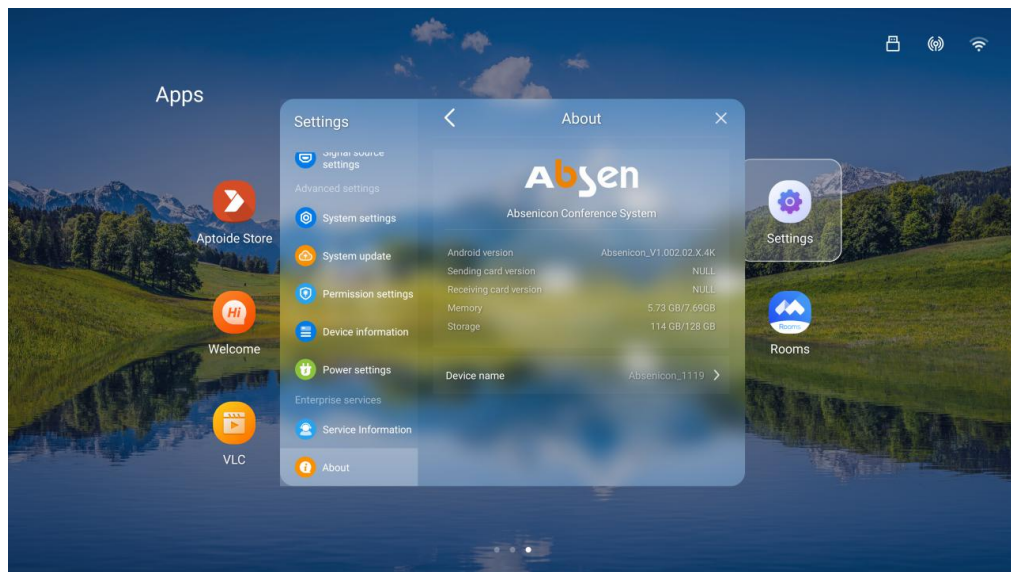 Apps
Settings
About
Signal source
settings
Advanced settings
System settings
System update
Permission settings
Device information
Power settings
Enterprise services
Service Information
About
Absen
Absenicon Conference System
Android version Absenicon_V1.002.02.X.4K
Sending card version NULL
Receiving card version NULL
Memory 5.73 GB/7.69GB
Storage 114 GB/128 GB
Device name Absenicon_1119
Aptoide Store
Hi
Welcome
VLC
Settings
Rooms
Rooms